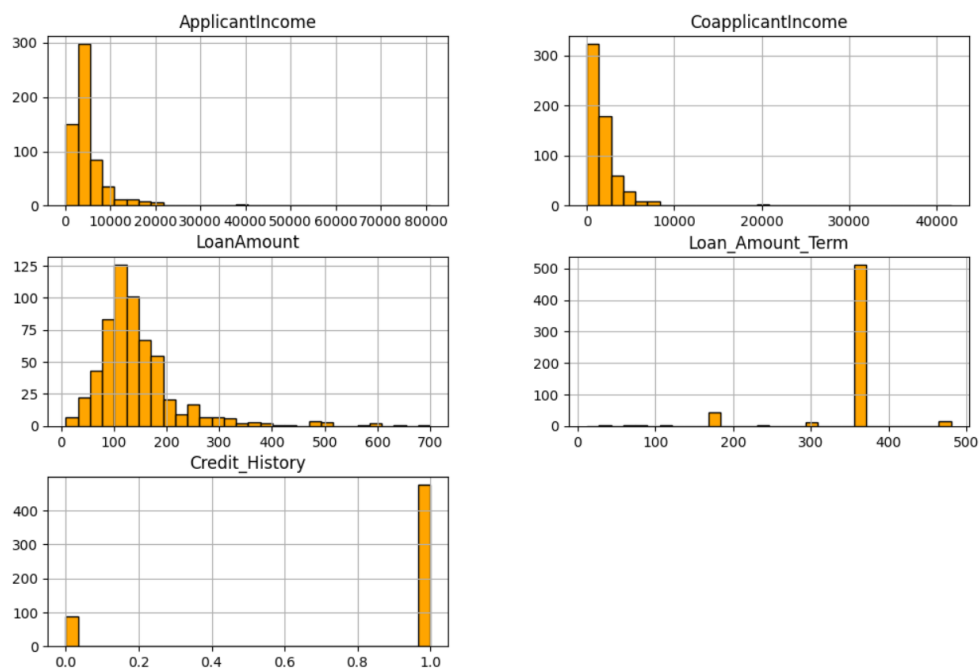 ApplicantIncome
300
200
100
0
0 10000 20000 30000 40000 50000 60000 70000 80000
CoapplicantIncome
300
200
100
0
0 10000 20000 30000 40000
LoanAmount
125
100
75
50
25
0
0 100 200 300 400 500 600 700
Loan_Amount_Term
500
400
300
200
100
0
0 100 200 300 400 500
Credit_History
400
300
200
100
0
0.0 0.2 0.4 0.6 0.8 1.0